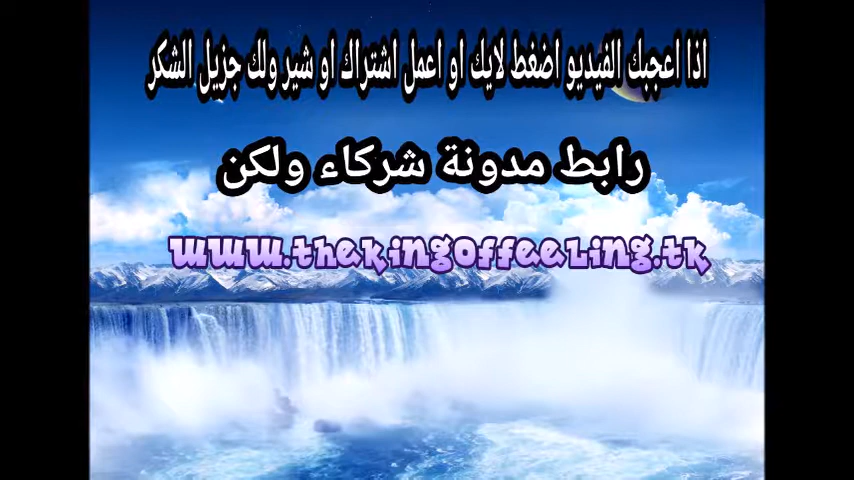 اذا اعجبك الفيديو اضغط لايك او اعمل اشتراك او شير ولك جزيل الشكر
رابط مدونة شركاء ولكن
www.thekingoffeeling.tk